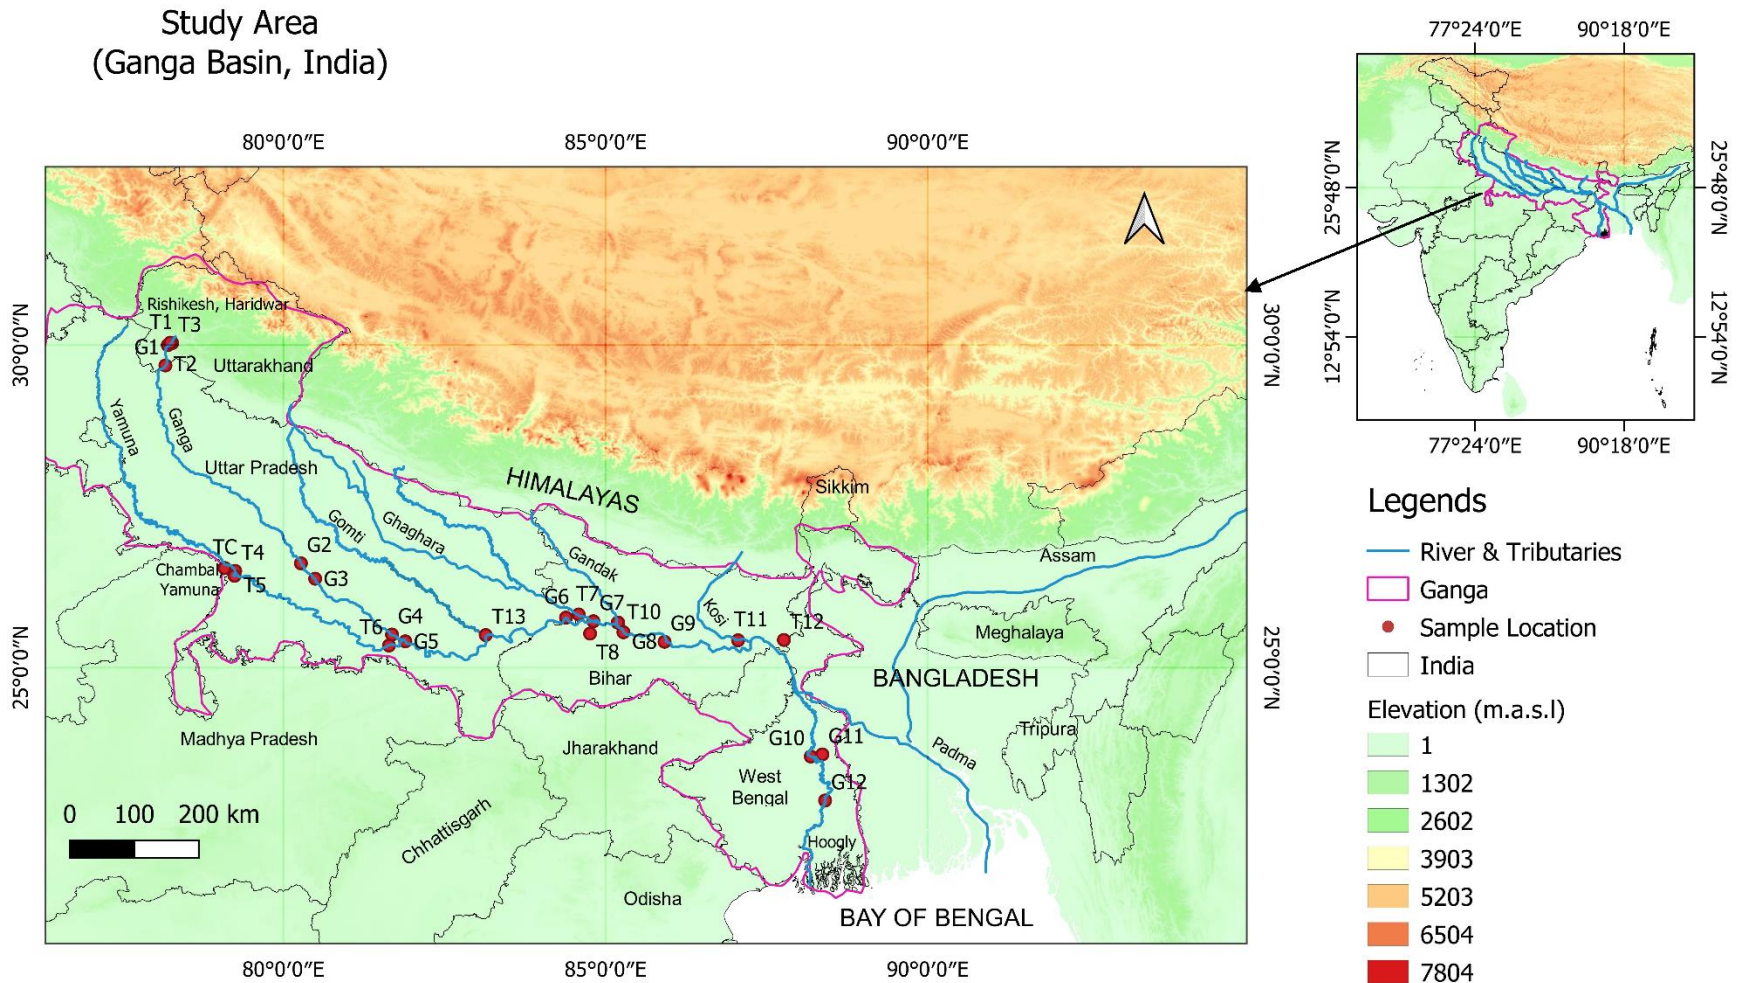 Study Area
(Ganga Basin, India)
77°24′0″E 90°18′0″E
80°0′0″E 85°0′0″E 90°0′0″E
25°48′0″N 25°48′0″N
12°54′0″N 12°54′0″N
77°24′0″E 90°18′0″E
30°0′0″N 30°0′0″N
25°0′0″N 25°0′0″N
Rishikesh, Haridwar
T1 T3
G1
T2
Uttarakhand
Yamuna
Ganga
Uttar Pradesh
HIMALAYAS
Sikkim
Gomti
Ghaghara
Gandak
Kosi
Assam
TC T4
Chambal
Yamuna
T5
G2
G3
G4
T6 G5
T13
G6 T7 G7
T10
T8 G8
G9
T11 T12
Meghalaya
Bihar
BANGLADESH
Madhya Pradesh
Jharkhand
G10 G11
Padma
Tripura
West
Bengal
G12
Chhattisgarh
Hoogly
Odisha
BAY OF BENGAL
0 100 200 km
80°0′0″E 85°0′0″E 90°0′0″E
Legends
River & Tributaries
Ganga
Sample Location
India
Elevation (m.a.s.l)
1
1302
2602
3903
5203
6504
7804